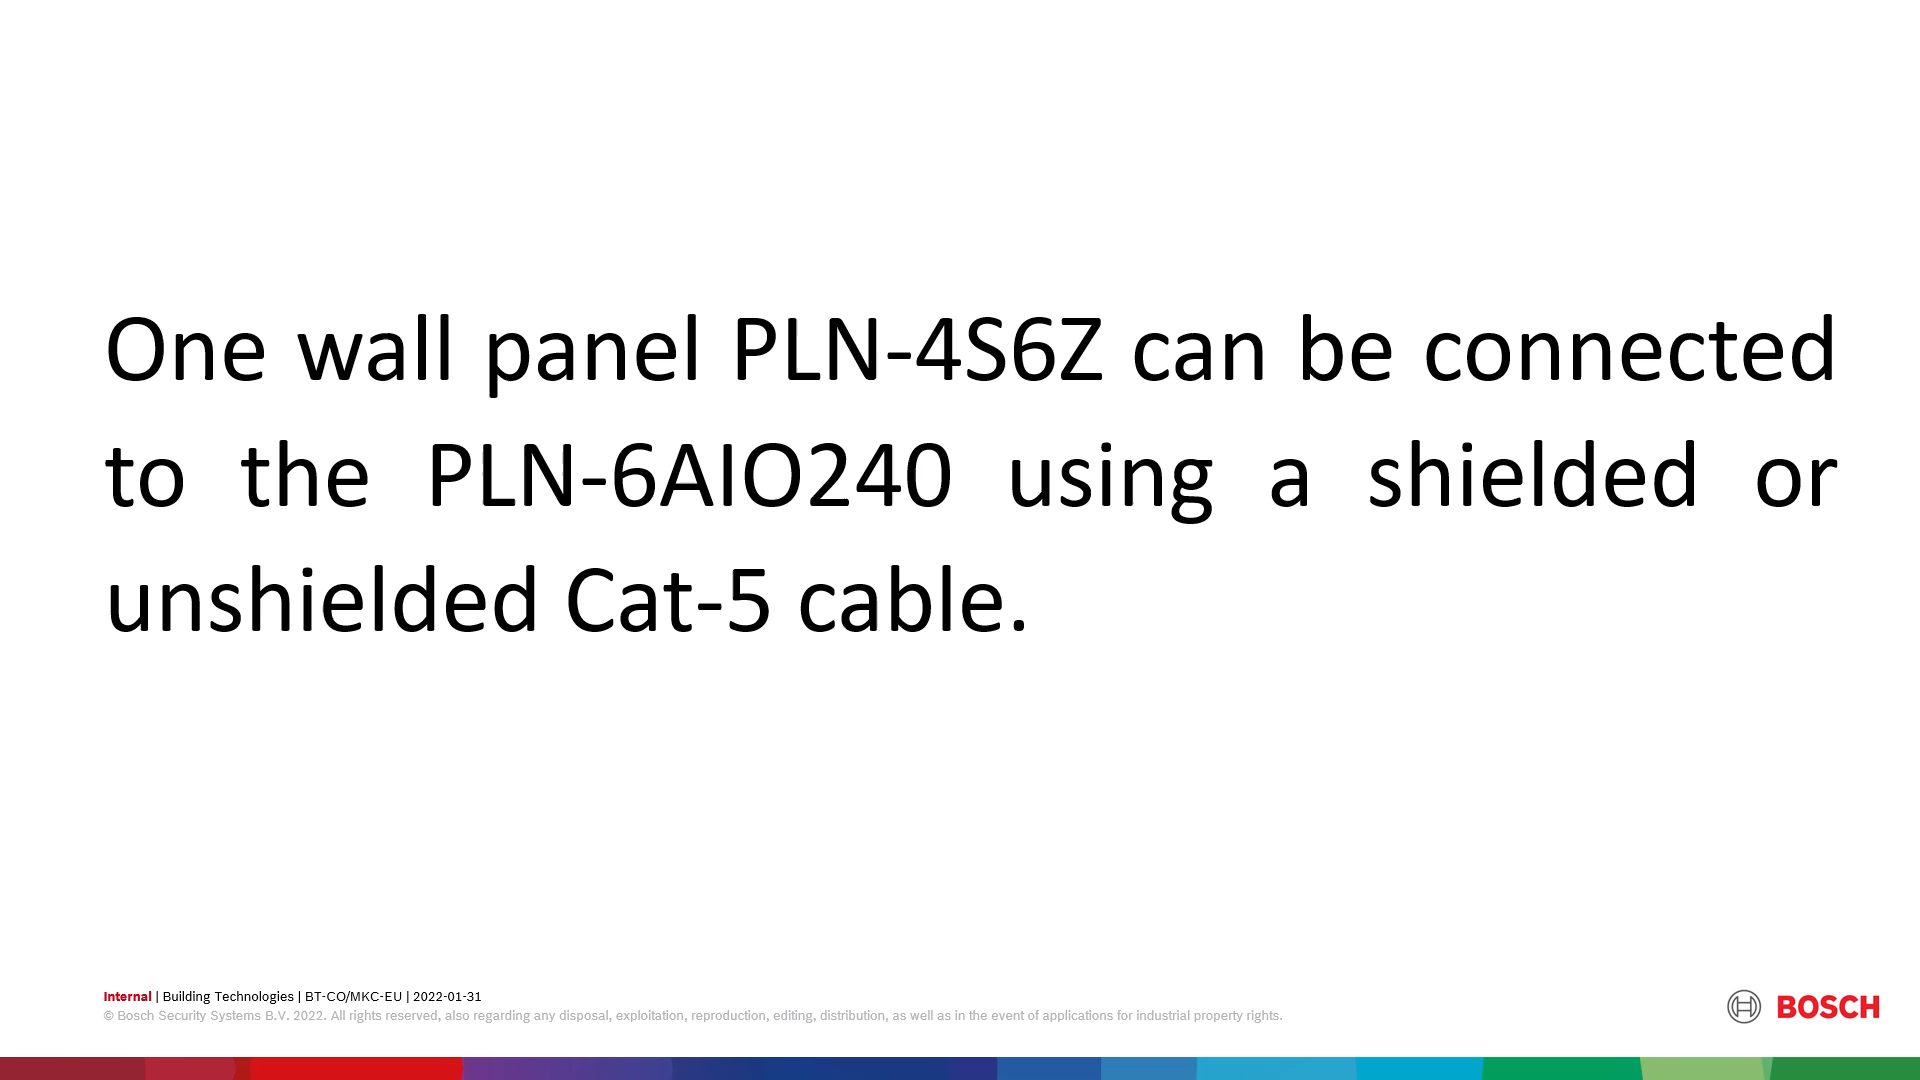 One wall panel PLN-4S6Z can be connected
to the PLN-6AIO240 using a shielded or
unshielded Cat-5 cable.
Internal | Building Technologies | BT-CO/MKC-EU | 2022-01-31
© Bosch Security Systems B.V. 2022. All rights reserved, also regarding any disposal, exploitation, reproduction, editing, distribution, as well as in the event of applications for industrial property rights.
BOSCH